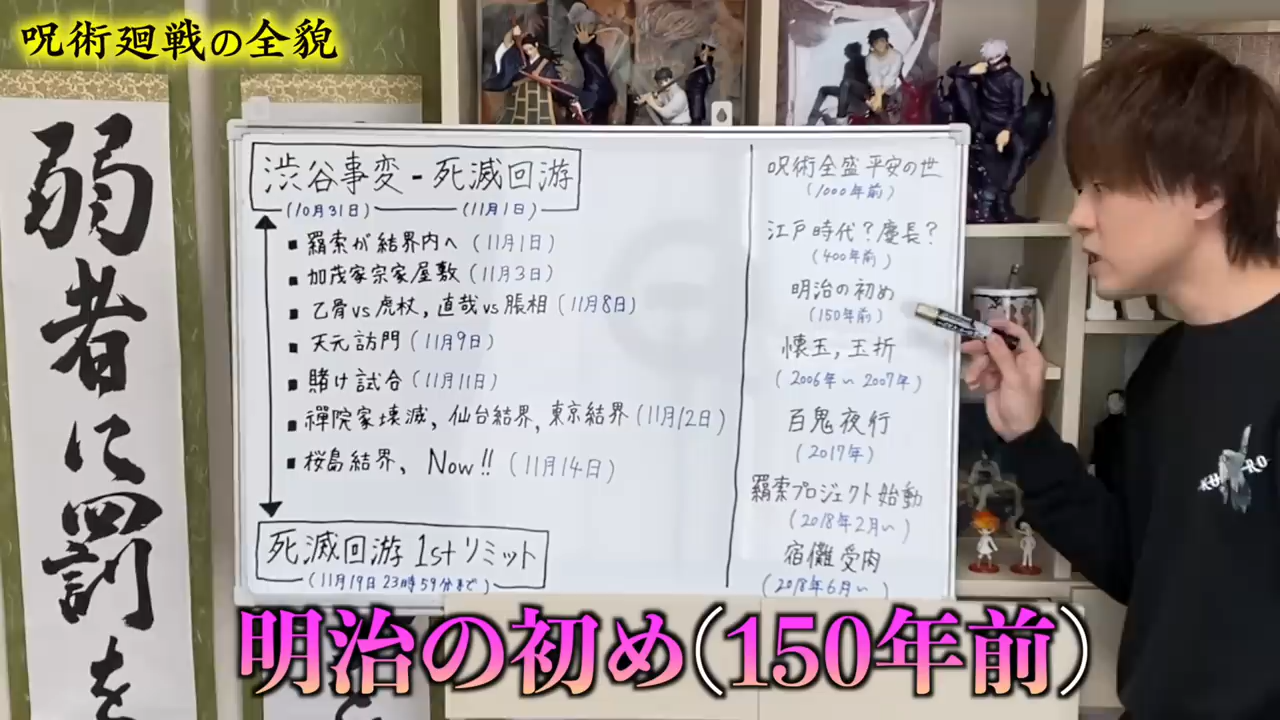 呪術廻戦の全貌
弱者に罰を
渋谷事変-死滅回游
(10月31日) (11月1日)
■ 羂索が結界内へ (11月1日)
■ 加茂家宗家屋敷 (11月3日)
■ 乙骨vs虎杖, 直哉vs脹相 (11月8日)
■ 天元訪問 (11月9日)
■ 賭け試合 (11月11日)
■ 禪院家壊滅, 仙台結界, 東京結界 (11月12日)
■ 桜島結界, Now!! (11月14日)
死滅回游 1stリミット
(11月19日 23時59分まで)
呪術全盛 平安の世
(1000年前)
江戸時代?慶長?
(400年前)
明治の初め
(150年前)
懐玉, 玉折
(2006年〜2007年)
百鬼夜行
(2017年)
羂索プロジェクト始動
(2018年2月〜)
宿儺受肉
(2018年6月〜)
KURO
明治の初め(150年前)